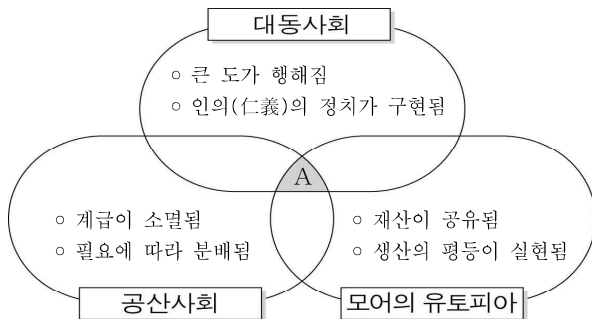 대동사회
○ 큰 도가 행해짐
○ 인의(仁義)의 정치가 구현됨
A
○ 계급이 소멸됨
○ 필요에 따라 분배됨
○ 재산이 공유됨
○ 생산의 평등이 실현됨
공산사회
모어의 유토피아